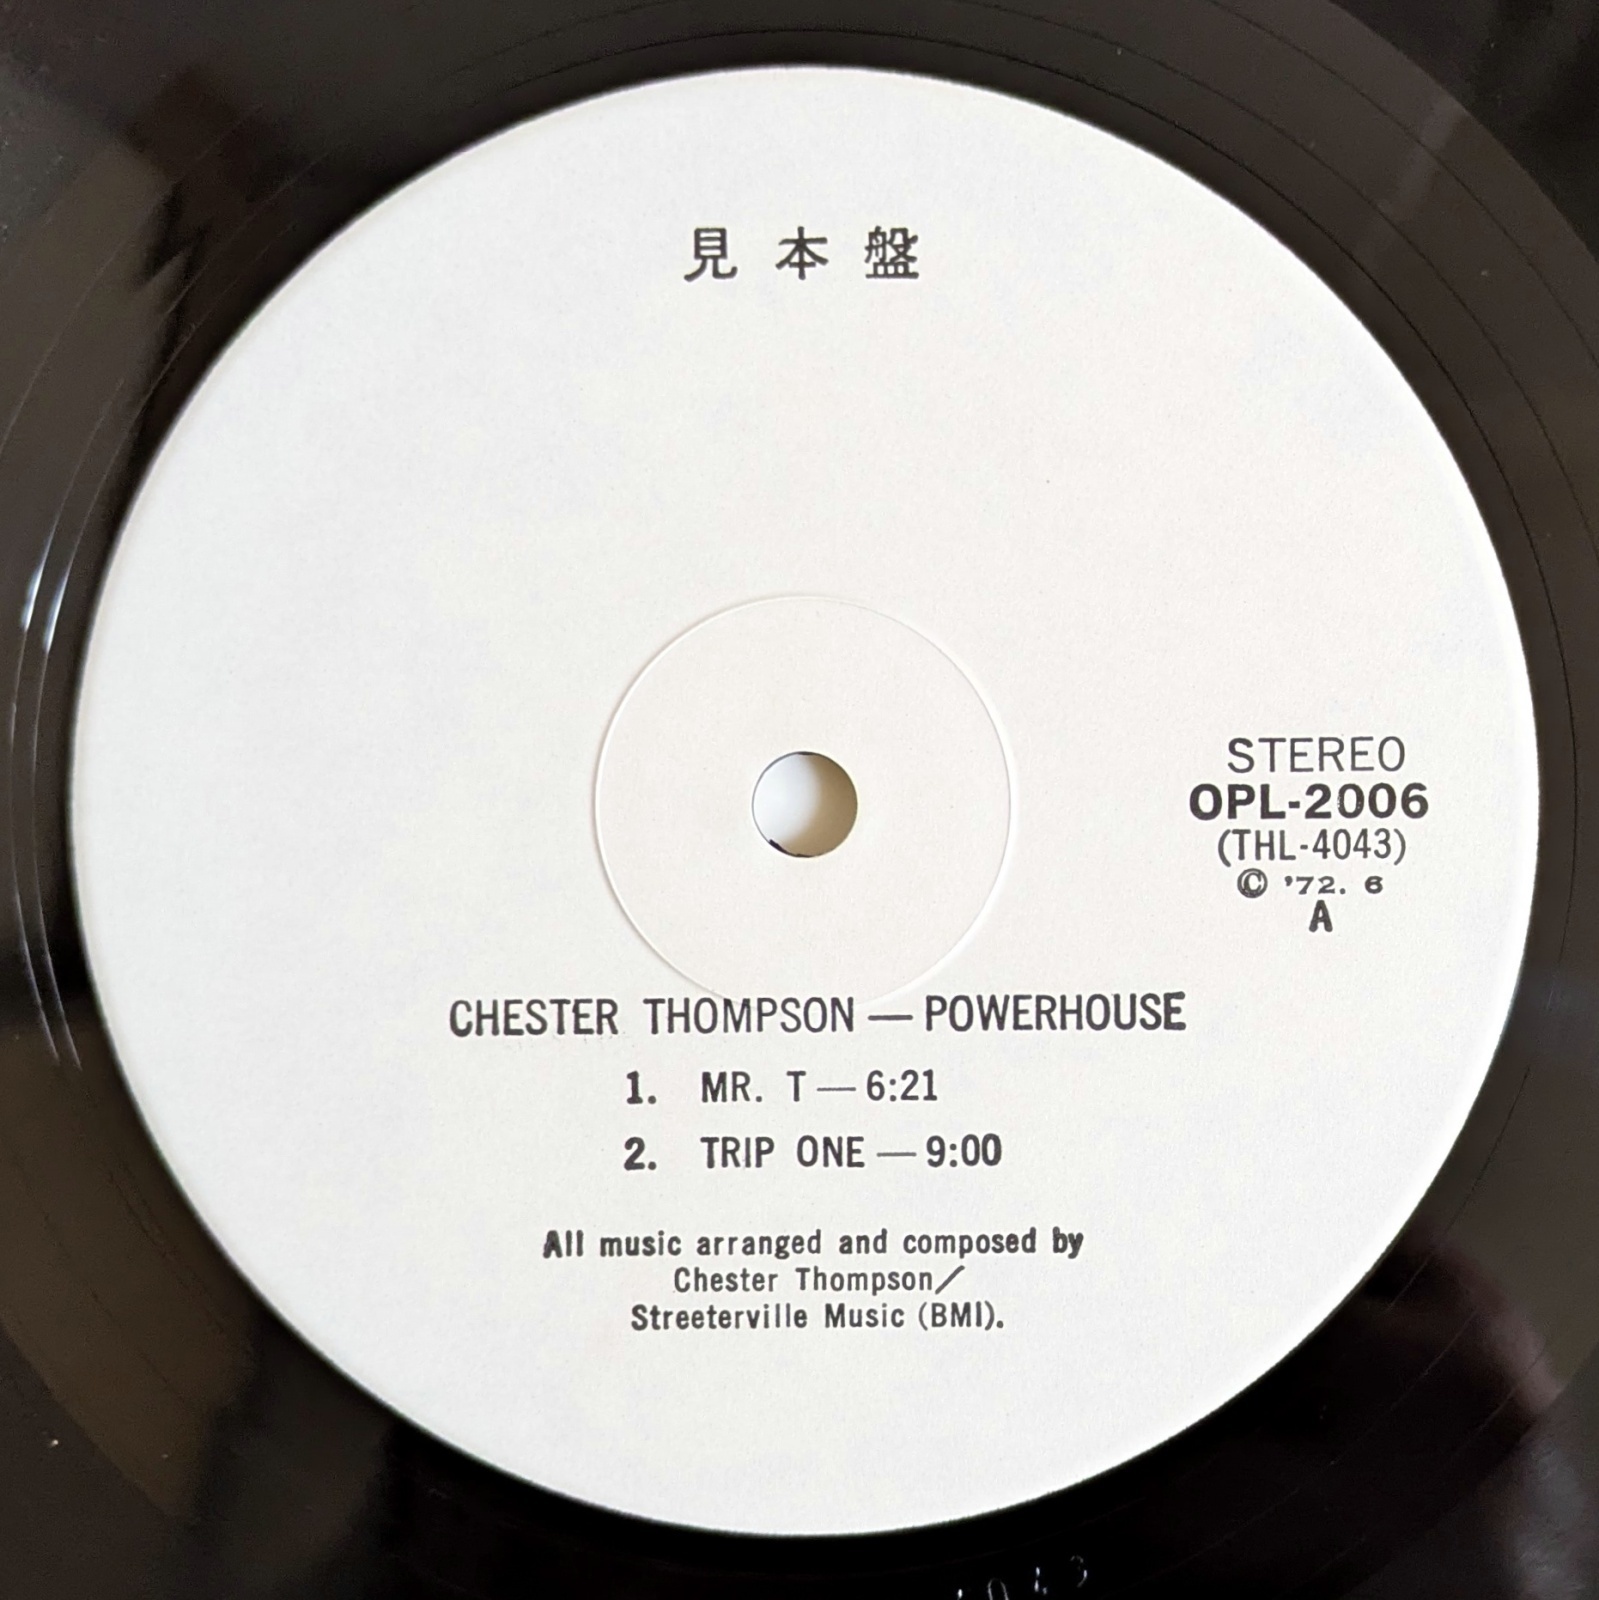 見本盤
STEREO
OPL-2006
(THL-4043)
© '72. 6
A
CHESTER THOMPSON — POWERHOUSE
1. MR. T — 6:21
2. TRIP ONE — 9:00
All music arranged and composed by
Chester Thompson/
Streeterville Music (BMI).